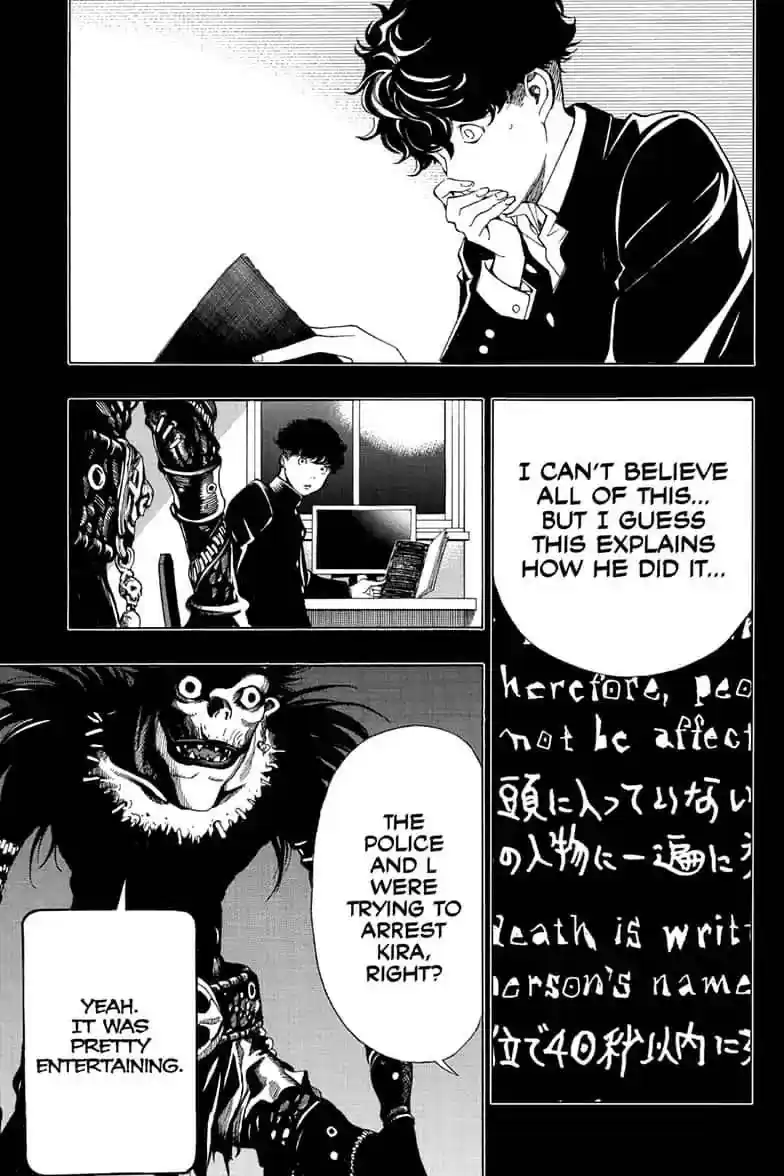 I CAN'T BELIEVE
ALL OF THIS...
BUT I GUESS
THIS EXPLAINS
HOW HE DID IT...
herefore, peo
not be affect
頭に入っていない
の人物に一遍に
death is writ
erson's name
位で40秒以内に
THE
POLICE
AND L
WERE
TRYING TO
ARREST
KIRA,
RIGHT?
YEAH.
IT WAS
PRETTY
ENTERTAINING.